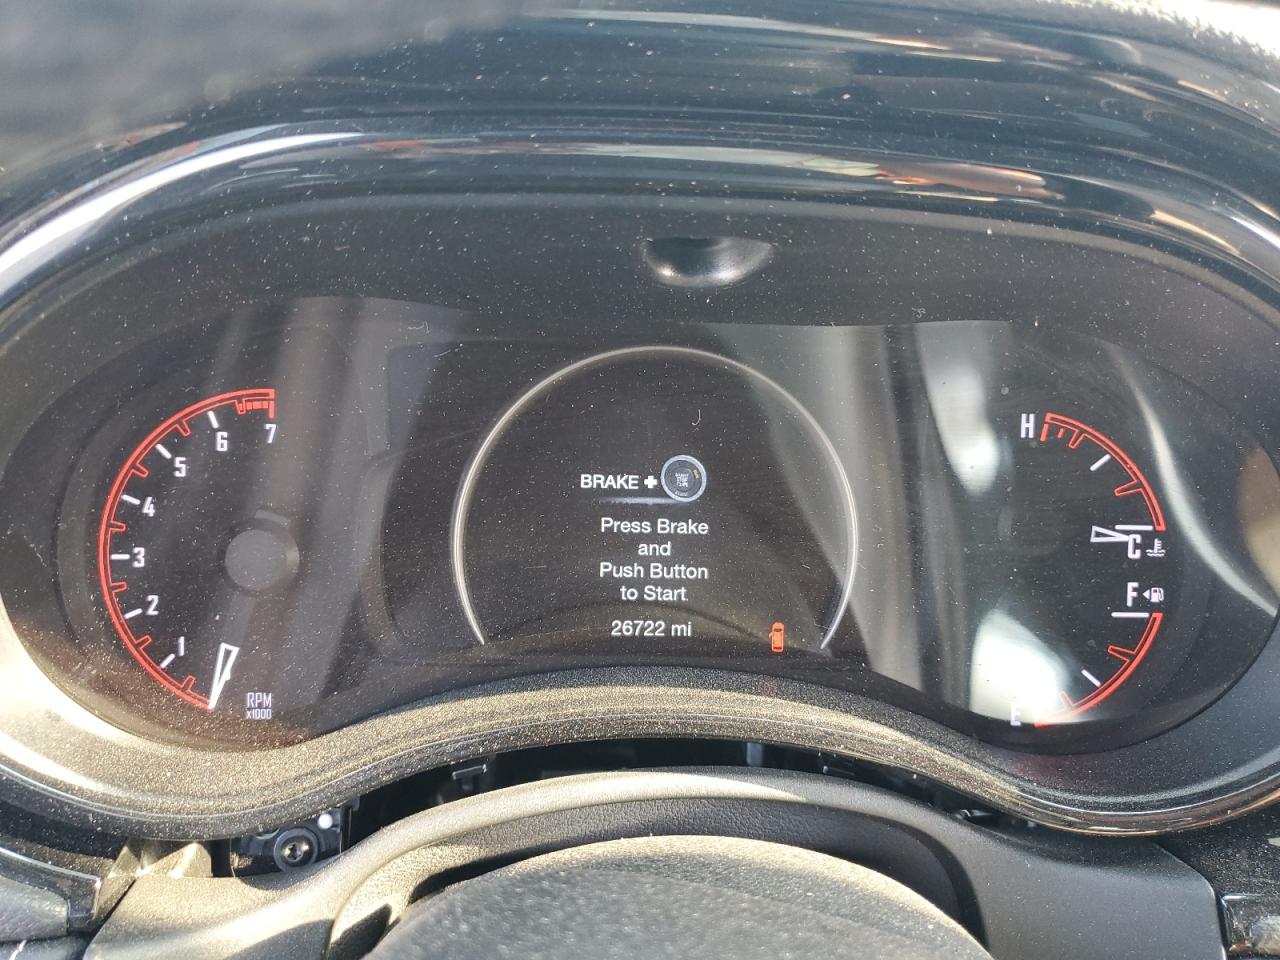 7
6
5
4
3
2
1
RPM
x1000
BRAKE +
Press Brake
and
Push Button
to Start
26722 mi
H
C
F
E